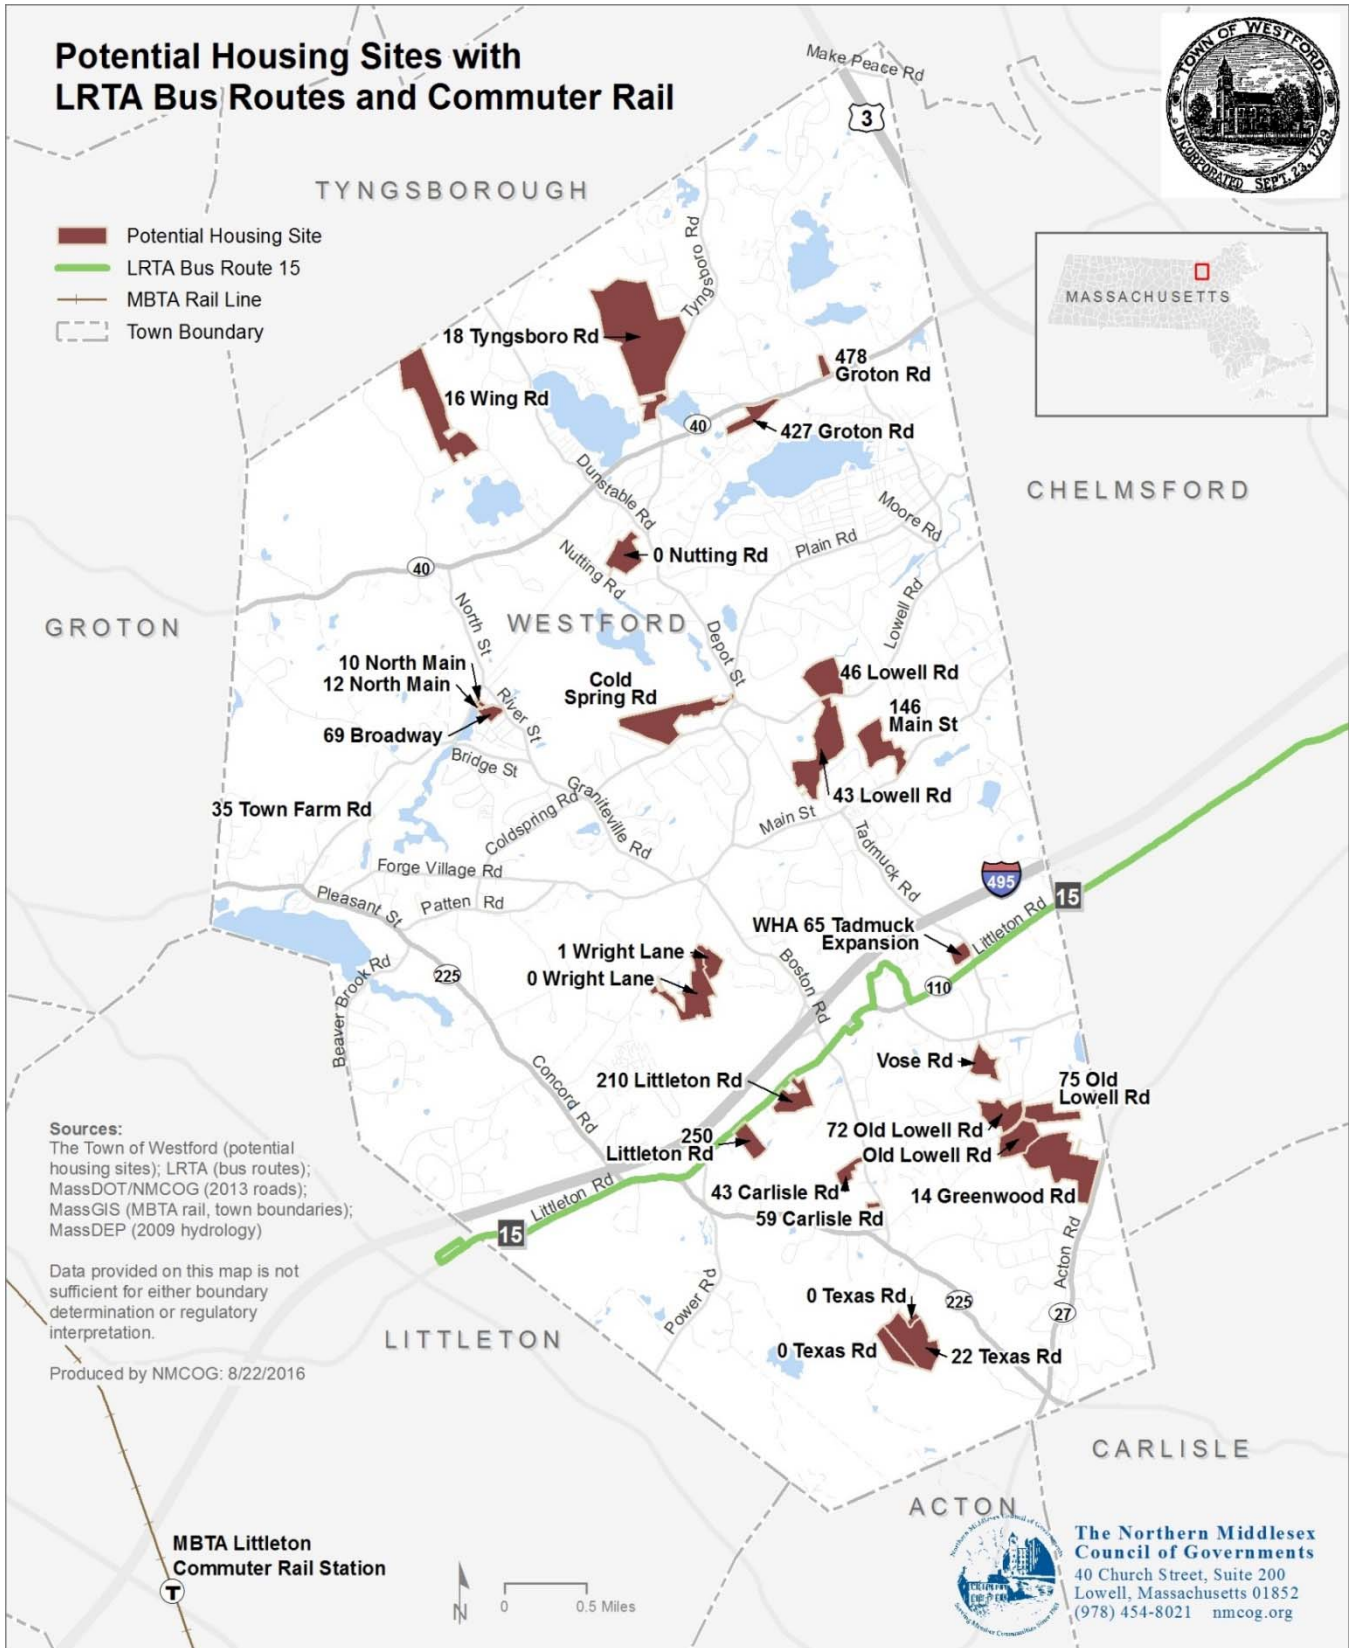 Potential Housing Sites with
LRTA Bus Routes and Commuter Rail
TOWN OF WESTFORD
INCORPORATED SEPT. 23, 1729
Make Peace Rd
3
TYNGSBOROUGH
Potential Housing Site
LRTA Bus Route 15
MBTA Rail Line
Town Boundary
MASSACHUSETTS
Tyngsboro Rd
18 Tyngsboro Rd
478
Groton Rd
16 Wing Rd
40
427 Groton Rd
CHELMSFORD
Dunstable Rd
Moore Rd
Plain Rd
0 Nutting Rd
Nutting Rd
40
GROTON
WESTFORD
North St
Lowell Rd
Depot St
10 North Main
12 North Main
69 Broadway
River St
Cold
Spring Rd
46 Lowell Rd
146
Main St
Bridge St
43 Lowell Rd
35 Town Farm Rd
Coldspring Rd
Graniteville Rd
Main St
Tadmuck Rd
Forge Village Rd
Pleasant St
Patten Rd
495
15
Littleton Rd
WHA 65 Tadmuck
Expansion
1 Wright Lane
0 Wright Lane
Boston Rd
225
Beaver Brook Rd
110
Concord Rd
Vose Rd
75 Old
Lowell Rd
210 Littleton Rd
72 Old Lowell Rd
Old Lowell Rd
250
Littleton Rd
43 Carlisle Rd
59 Carlisle Rd
14 Greenwood Rd
Littleton Rd
15
Acton Rd
Power Rd
0 Texas Rd
225
27
0 Texas Rd
22 Texas Rd
Sources:
The Town of Westford (potential
housing sites); LRTA (bus routes);
MassDOT/NMCOG (2013 roads);
MassGIS (MBTA rail, town boundaries);
MassDEP (2009 hydrology)
Data provided on this map is not
sufficient for either boundary
determination or regulatory
interpretation.
Produced by NMCOG: 8/22/2016
LITTLETON
CARLISLE
ACTON
MBTA Littleton
Commuter Rail Station
T
N
0 0.5 Miles
Northern Middlesex Council of Governments
The Northern Middlesex
Council of Governments
40 Church Street, Suite 200
Lowell, Massachusetts 01852
(978) 454-8021 nmcog.org